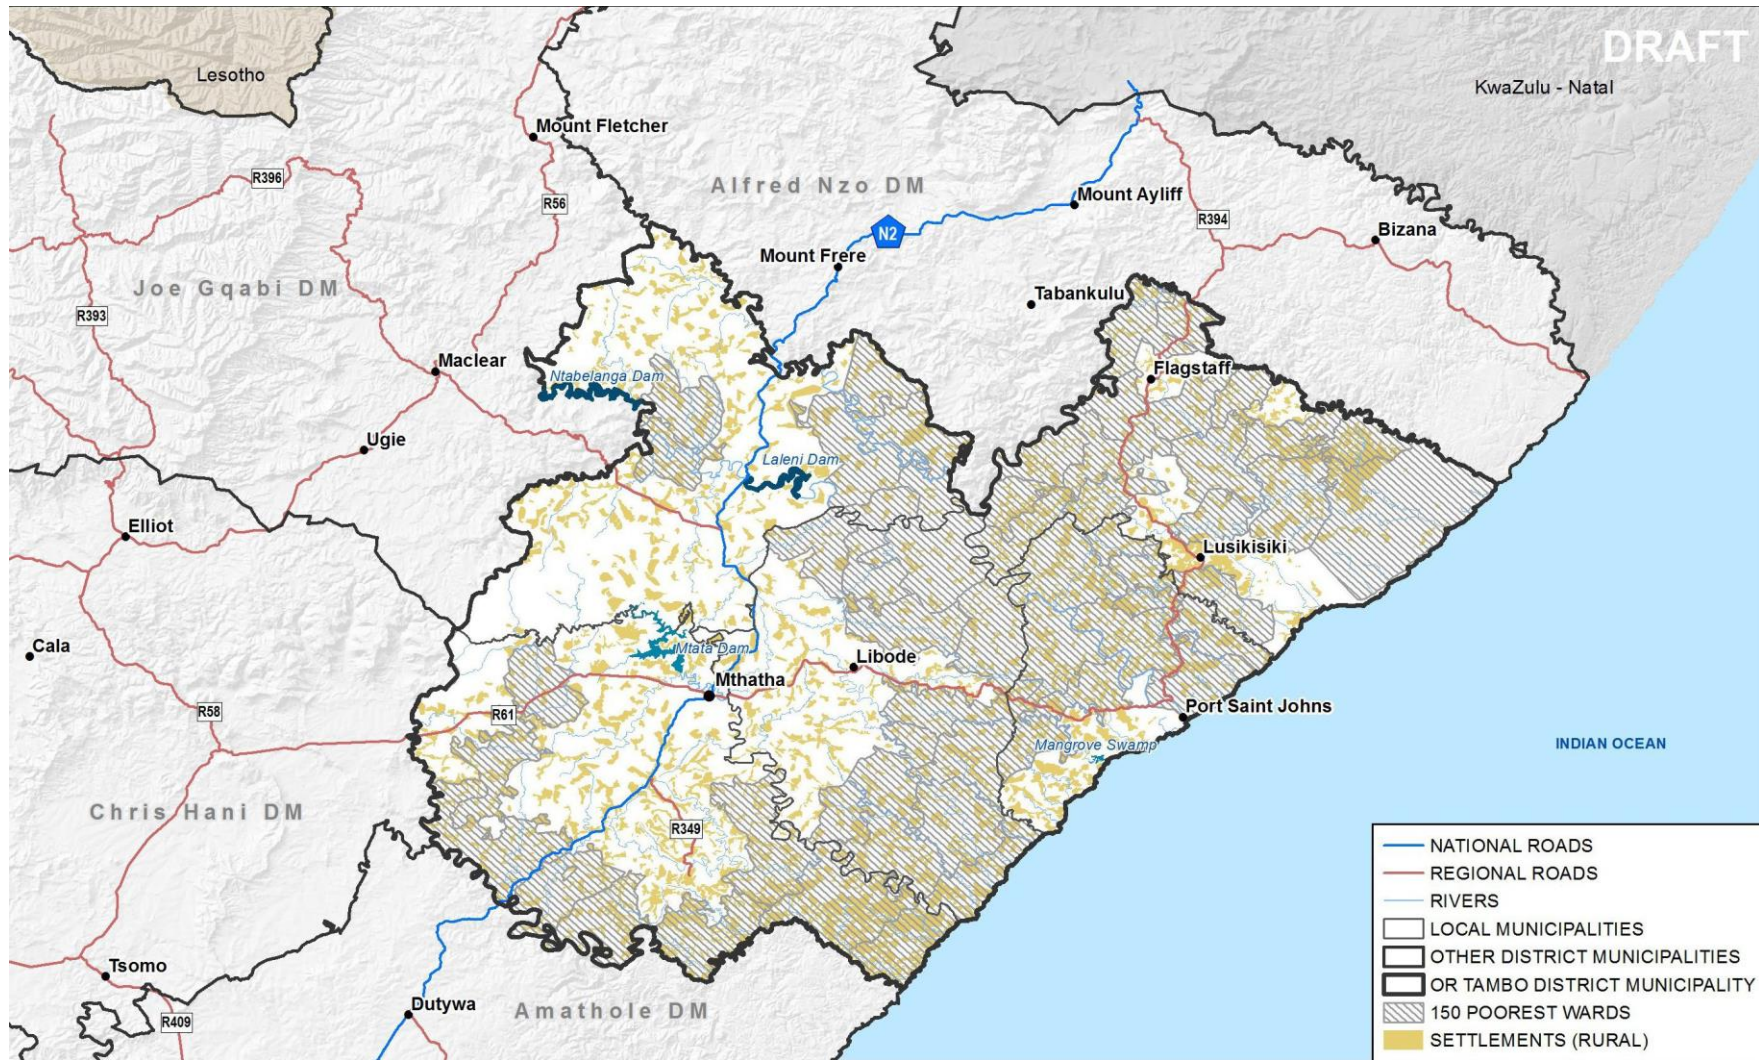 DRAFT
Lesotho
KwaZulu - Natal
Mount Fletcher
R396
Alfred Nzo DM
Mount Ayliff
R56
R394
N2
Bizana
Mount Frere
Joe Gqabi DM
Tabankulu
R393
Maclear
Flagstaff
Ntabelanga Dam
Ugie
Laleni Dam
Elliot
Lusikisiki
Cala
Mtata Dam
Libode
Mthatha
R58
R61
Port Saint Johns
Mangrove Swamp
INDIAN OCEAN
Chris Hani DM
R349
Tsomo
Dutywa
Amathole DM
R409
NATIONAL ROADS
REGIONAL ROADS
RIVERS
LOCAL MUNICIPALITIES
OTHER DISTRICT MUNICIPALITIES
OR TAMBO DISTRICT MUNICIPALITY
150 POOREST WARDS
SETTLEMENTS (RURAL)